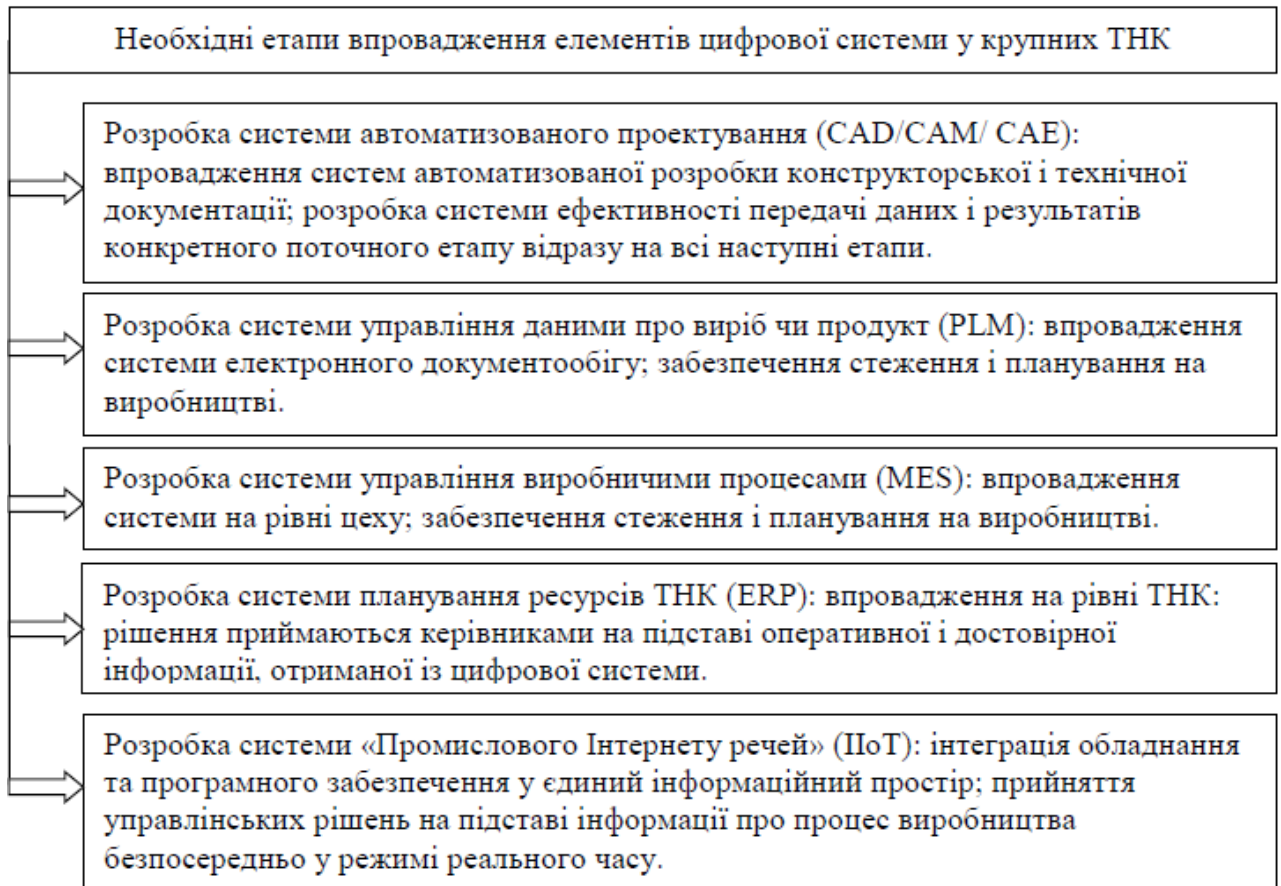 Необхідні етапи впровадження елементів цифрової системи у крупних ТНК
Розробка системи автоматизованого проектування (CAD/CAM/ CAE):
впровадження систем автоматизованої розробки конструкторської і технічної
документації; розробка системи ефективності передачі даних і результатів
конкретного поточного етапу відразу на всі наступні етапи.
Розробка системи управління даними про виріб чи продукт (PLM): впровадження
системи електронного документообігу; забезпечення стеження і планування на
виробництві.
Розробка системи управління виробничими процесами (MES): впровадження
системи на рівні цеху; забезпечення стеження і планування на виробництві.
Розробка системи планування ресурсів ТНК (ERP): впровадження на рівні ТНК:
рішення приймаються керівниками на підставі оперативної і достовірної
інформації, отриманої із цифрової системи.
Розробка системи «Промислового Інтернету речей» (IIoT): інтеграція обладнання
та програмного забезпечення у єдиний інформаційний простір; прийняття
управлінських рішень на підставі інформації про процес виробництва
безпосередньо у режимі реального часу.